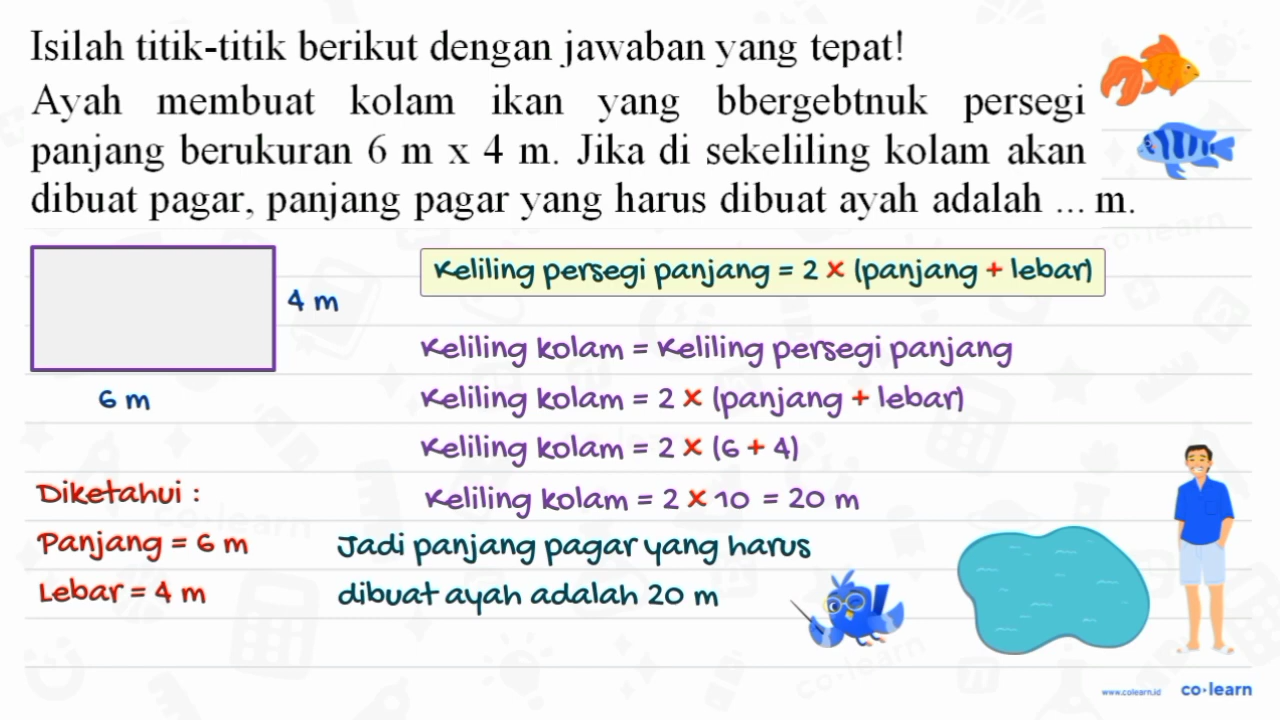 Isilah titik-titik berikut dengan jawaban yang tepat!
Ayah membuat kolam ikan yang bbergebtnuk persegi
panjang berukuran 6 m x 4 m. Jika di sekeliling kolam akan
dibuat pagar, panjang pagar yang harus dibuat ayah adalah ... m.
4 m
6 m
Keliling persegi panjang = 2 x (panjang + lebar)
Keliling kolam = Keliling persegi panjang
Keliling kolam = 2 x (panjang + lebar)
Keliling kolam = 2 x (6 + 4)
Keliling kolam = 2 x 10 = 20 m
Diketahui :
Panjang = 6 m
Lebar = 4 m
Jadi panjang pagar yang harus
dibuat ayah adalah 20 m
www.colearn.id
co·learn